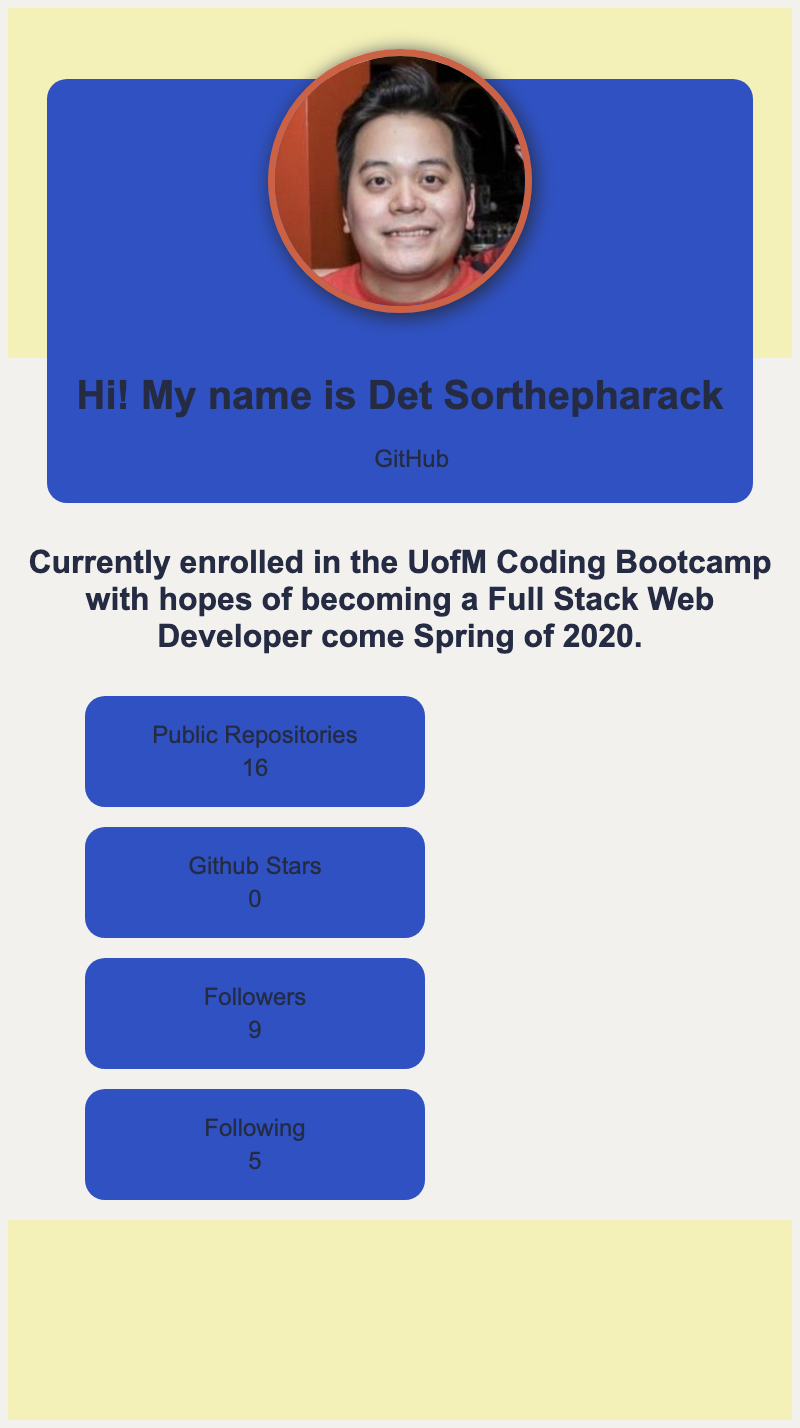 Hi! My name is Det Sorthepharack
GitHub
Currently enrolled in the UofM Coding Bootcamp
with hopes of becoming a Full Stack Web
Developer come Spring of 2020.
Public Repositories
16
Github Stars
0
Followers
9
Following
5